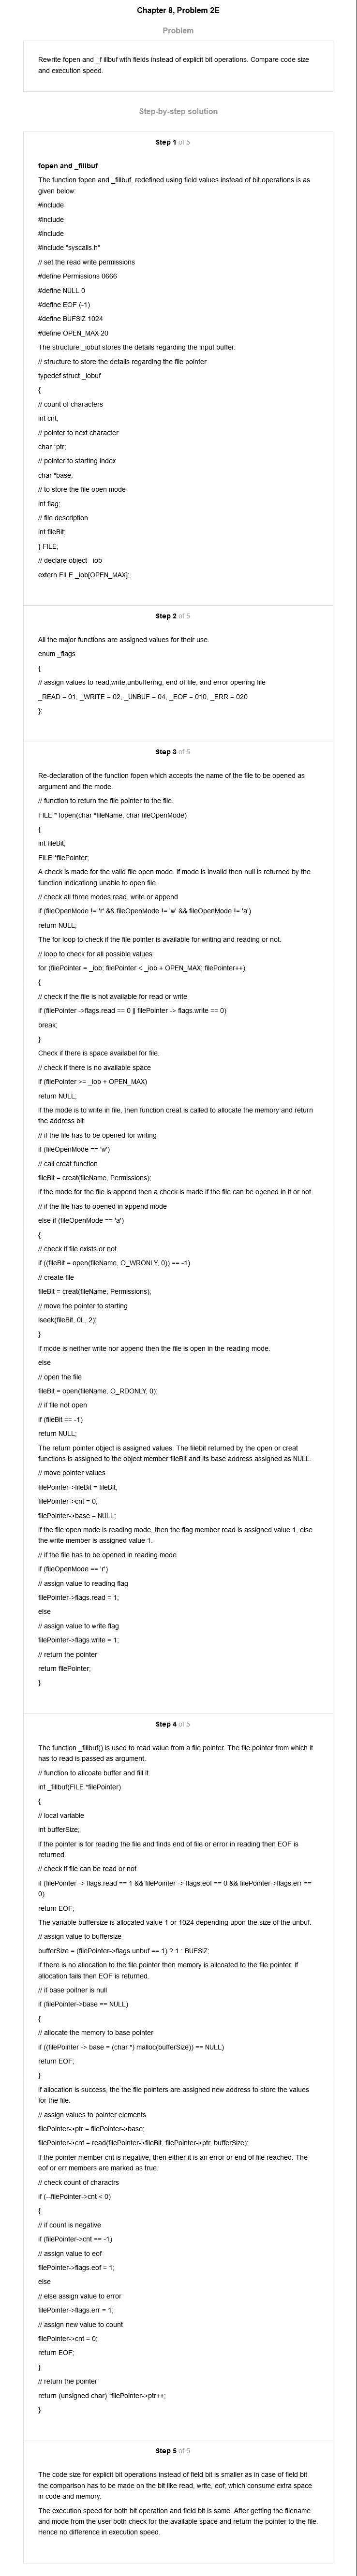 Chapter 8, Problem 2E
Problem
Rewrite fopen and _f illbuf with fields instead of explicit bit operations. Compare code size
and execution speed.
Step-by-step solution
Step 1 of 5
fopen and _fillbuf
The function fopen and _fillbuf, redefined using field values instead of bit operations is as
given below:
#include
#include
#include
#include "syscalls.h"
// set the read write permissions
#define Permissions 0666
#define NULL 0
#define EOF (-1)
#define BUFSIZ 1024
#define OPEN_MAX 20
The structure _iobuf stores the details regarding the input buffer.
// structure to store the details regarding the file pointer
typedef struct _iobuf
{
// count of characters
int cnt;
// pointer to next character
char *ptr;
// pointer to starting index
char *base;
// to store the file open mode
int flag;
// file description
int fileBit;
} FILE;
// declare object _iob
extern FILE _iob[OPEN_MAX];
Step 2 of 5
All the major functions are assigned values for their use.
enum _flags
{
// assign values to read,write,unbuffering, end of file, and error opening file
_READ = 01, _WRITE = 02, _UNBUF = 04, _EOF = 010, _ERR = 020
};
Step 3 of 5
Re-declaration of the function fopen which accepts the name of the file to be opened as
argument and the mode.
// function to return the file pointer to the file.
FILE * fopen(char *fileName, char fileOpenMode)
{
int fileBit;
FILE *filePointer;
A check is made for the valid file open mode. If mode is invalid then null is returned by the
function indicationg unable to open file.
// check all three modes read, write or append
if (fileOpenMode != 'r' && fileOpenMode != 'w' && fileOpenMode != 'a')
return NULL;
The for loop to check if the file pointer is available for writing and reading or not.
// loop to check for all possible values
for (filePointer = _iob; filePointer < _iob + OPEN_MAX; filePointer++)
{
// check if the file is not available for read or write
if (filePointer ->flags.read == 0 || filePointer -> flags.write == 0)
break;
}
Check if there is space availabel for file.
// check if there is no available space
if (filePointer >= _iob + OPEN_MAX)
return NULL;
If the mode is to write in file, then function creat is called to allocate the memory and return
the address bit.
// if the file has to be opened for writing
if (fileOpenMode == 'w')
// call creat function
fileBit = creat(fileName, Permissions);
If the mode for the file is append then a check is made if the file can be opened in it or not.
// if the file has to opened in append mode
else if (fileOpenMode == 'a')
{
// check if file exists or not
if ((fileBit = open(fileName, O_WRONLY, 0)) == -1)
// create file
fileBit = creat(fileName, Permissions);
// move the pointer to starting
lseek(fileBit, 0L, 2);
}
If mode is neither write nor append then the file is open in the reading mode.
else
// open the file
fileBit = open(fileName, O_RDONLY, 0);
// if file not open
if (fileBit == -1)
return NULL;
The return pointer object is assigned values. The filebit returned by the open or creat
functions is assigned to the object member fileBit and its base address assigned as NULL.
// move pointer values
filePointer->fileBit = fileBit;
filePointer->cnt = 0;
filePointer->base = NULL;
If the file open mode is reading mode, then the flag member read is assigned value 1, else
the write member is assigned value 1.
// if the file has to be opened in reading mode
if (fileOpenMode == 'r')
// assign value to reading flag
filePointer->flags.read = 1;
else
// assign value to write flag
filePointer->flags.write = 1;
// return the pointer
return filePointer;
}
Step 4 of 5
The function _fillbuf() is used to read value from a file pointer. The file pointer from which it
has to read is passed as argument.
// function to allcoate buffer and fill it.
int _fillbuf(FILE *filePointer)
{
// local variable
int bufferSize;
If the pointer is for reading the file and finds end of file or error in reading then EOF is
returned.
// check if file can be read or not
if (filePointer -> flags.read == 1 && filePointer -> flags.eof == 0 && filePointer->flags.err ==
0)
return EOF;
The variable buffersize is allocated value 1 or 1024 depending upon the size of the unbuf.
// assign value to buffersize
bufferSize = (filePointer->flags.unbuf == 1) ? 1 : BUFSIZ;
If there is no allocation to the file pointer then memory is allcoated to the file pointer. If
allocation fails then EOF is returned.
// if base poitner is null
if (filePointer->base == NULL)
{
// allocate the memory to base pointer
if ((filePointer -> base = (char *) malloc(bufferSize)) == NULL)
return EOF;
}
If allocation is success, the the file pointers are assigned new address to store the values
for the file.
// assign values to pointer elements
filePointer->ptr = filePointer->base;
filePointer->cnt = read(filePointer->fileBit, filePointer->ptr, bufferSize);
If the pointer member cnt is negative, then either it is an error or end of file reached. The
eof or err members are marked as true.
// check count of charactrs
if (--filePointer->cnt < 0)
{
// if count is negative
if (filePointer->cnt == -1)
// assign value to eof
filePointer->flags.eof = 1;
else
// else assign value to error
filePointer->flags.err = 1;
// assign new value to count
filePointer->cnt = 0;
return EOF;
}
// return the pointer
return (unsigned char) *filePointer->ptr++;
}
Step 5 of 5
The code size for explicit bit operations instead of field bit is smaller as in case of field bit
the comparison has to be made on the bit like read, write, eof; which consume extra space
in code and memory.
The execution speed for both bit operation and field bit is same. After getting the filename
and mode from the user both check for the available space and return the pointer to the file.
Hence no difference in execution speed.